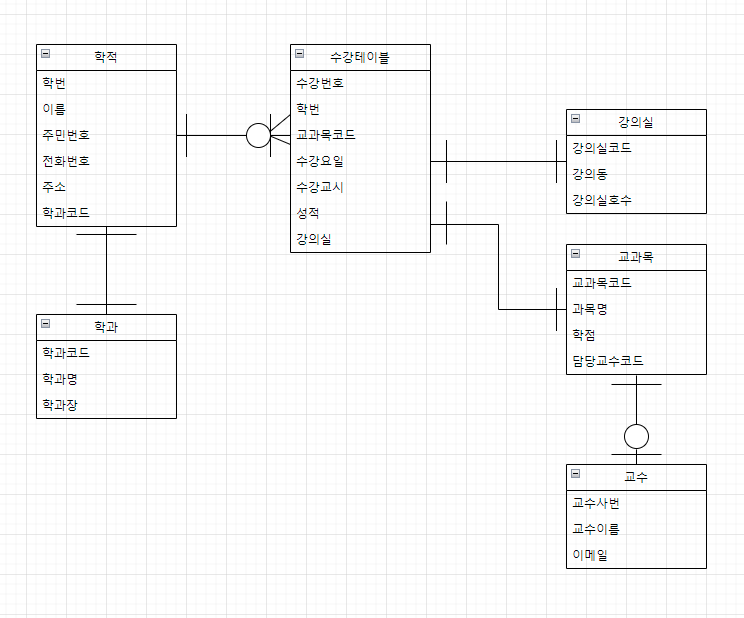 학적
학번
이름
주민번호
전화번호
주소
학과코드
수강테이블
수강번호
학번
교과목코드
수강요일
수강교시
성적
강의실
강의실
강의실코드
강의동
강의실호수
교과목
교과목코드
과목명
학점
담당교수코드
학과
학과코드
학과명
학과장
교수
교수사번
교수이름
이메일